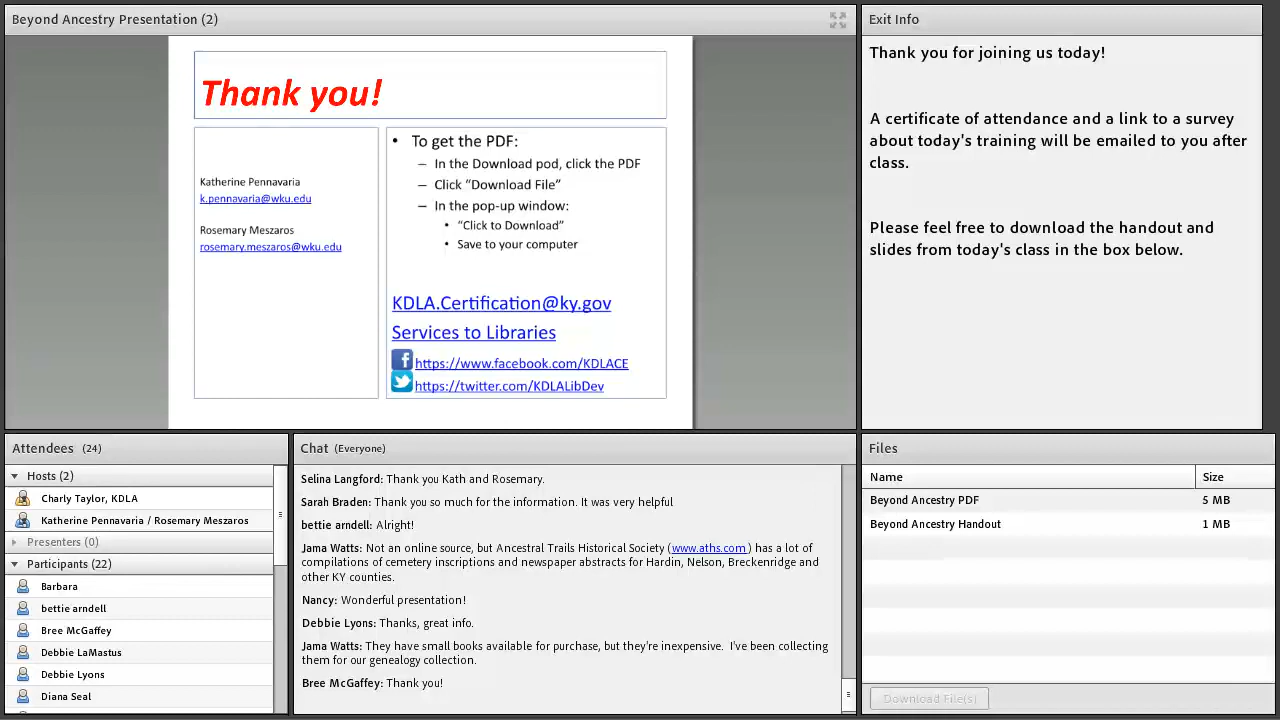 Beyond Ancestry Presentation (2)
Thank you!
Katherine Pennavaria
k.pennavaria@wku.edu
Rosemary Meszaros
rosemary.meszaros@wku.edu
• To get the PDF:
– In the Download pod, click the PDF
– Click “Download File”
– In the pop-up window:
• “Click to Download”
• Save to your computer
KDLA.Certification@ky.gov
Services to Libraries
https://www.facebook.com/KDLACE
https://twitter.com/KDLALibDev
Exit Info
Thank you for joining us today!
A certificate of attendance and a link to a survey
about today's training will be emailed to you after
class.
Please feel free to download the handout and
slides from today's class in the box below.
Attendees (24)
Hosts (2)
Charly Taylor, KDLA
Katherine Pennavaria / Rosemary Meszaros
Presenters (0)
Participants (22)
Barbara
bettie arndell
Bree McGaffey
Debbie LaMastus
Debbie Lyons
Diana Seal
Chat (Everyone)
Selina Langford: Thank you Kath and Rosemary.
Sarah Braden: Thank you so much for the information. It was very helpful
bettie arndell: Alright!
Jama Watts: Not an online source, but Ancestral Trails Historical Society (www.aths.com ) has a lot of
compilations of cemetery inscriptions and newspaper abstracts for Hardin, Nelson, Breckenridge and
other KY counties.
Nancy: Wonderful presentation!
Debbie Lyons: Thanks, great info.
Jama Watts: They have small books available for purchase, but they're inexpensive. I've been collecting
them for our genealogy collection.
Bree McGaffey: Thank you!
Files
Name Size
Beyond Ancestry PDF 5 MB
Beyond Ancestry Handout 1 MB
Download File(s)